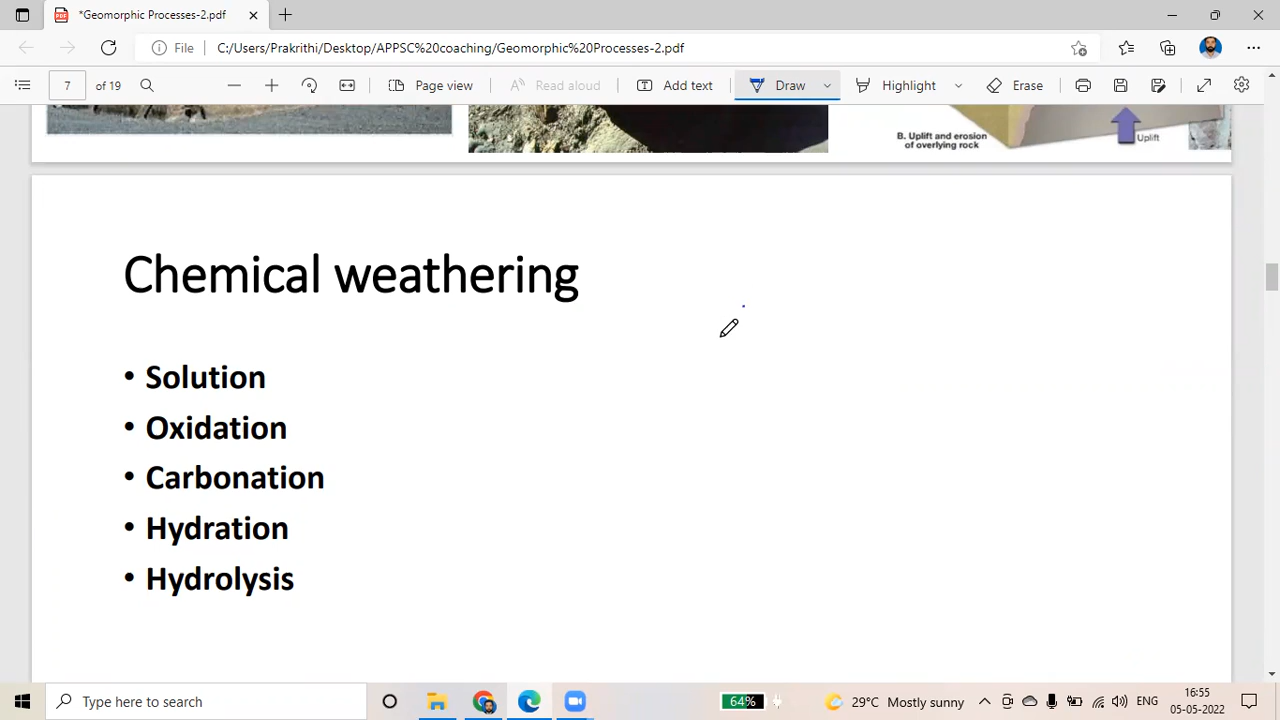 *Geomorphic Processes-2.pdf
File
C:/Users/Prakrithi/Desktop/APPSC%20coaching/Geomorphic%20Processes-2.pdf
7 of 19
Page view
Read aloud
Add text
Draw
Highlight
Erase
B. Uplift and erosion
of overlying rock
Uplift
Chemical weathering
• Solution
• Oxidation
• Carbonation
• Hydration
• Hydrolysis
Type here to search
64%
29°C Mostly sunny
ENG
16:55
05-05-2022